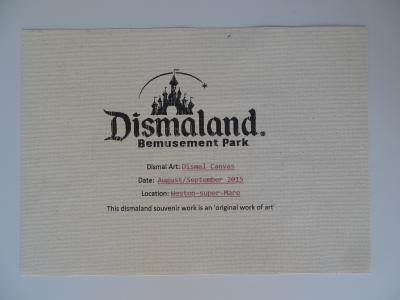 Dismaland.
Bemusement Park
Dismal Art: Dismal Canvas
Date: August/September 2015
Location: Weston-super-Mare
This dismaland souvenir work is an 'original work of art'